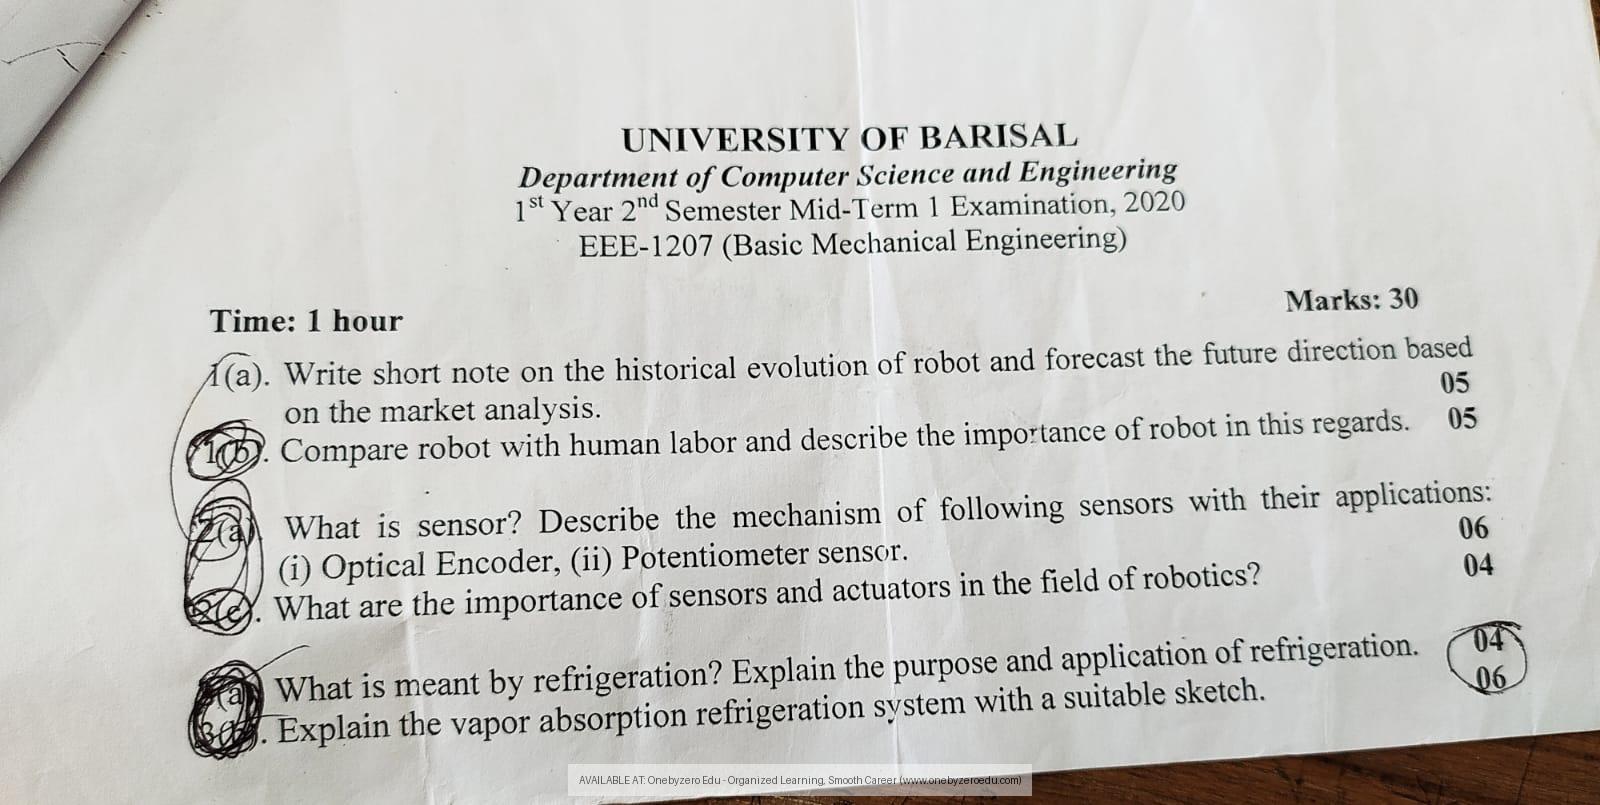 UNIVERSITY OF BARISAL
Department of Computer Science and Engineering
1st Year 2nd Semester Mid-Term 1 Examination, 2020
EEE-1207 (Basic Mechanical Engineering)
Time: 1 hour
Marks: 30
1(a). Write short note on the historical evolution of robot and forecast the future direction based
on the market analysis. 05
1(b). Compare robot with human labor and describe the importance of robot in this regards. 05
2(a) What is sensor? Describe the mechanism of following sensors with their applications:
(i) Optical Encoder, (ii) Potentiometer sensor. 06
2(c). What are the importance of sensors and actuators in the field of robotics? 04
(a) What is meant by refrigeration? Explain the purpose and application of refrigeration. 04
3(b). Explain the vapor absorption refrigeration system with a suitable sketch. 06
AVAILABLE AT: Onebyzero Edu - Organized Learning, Smooth Career (www.onebyzeroedu.com)